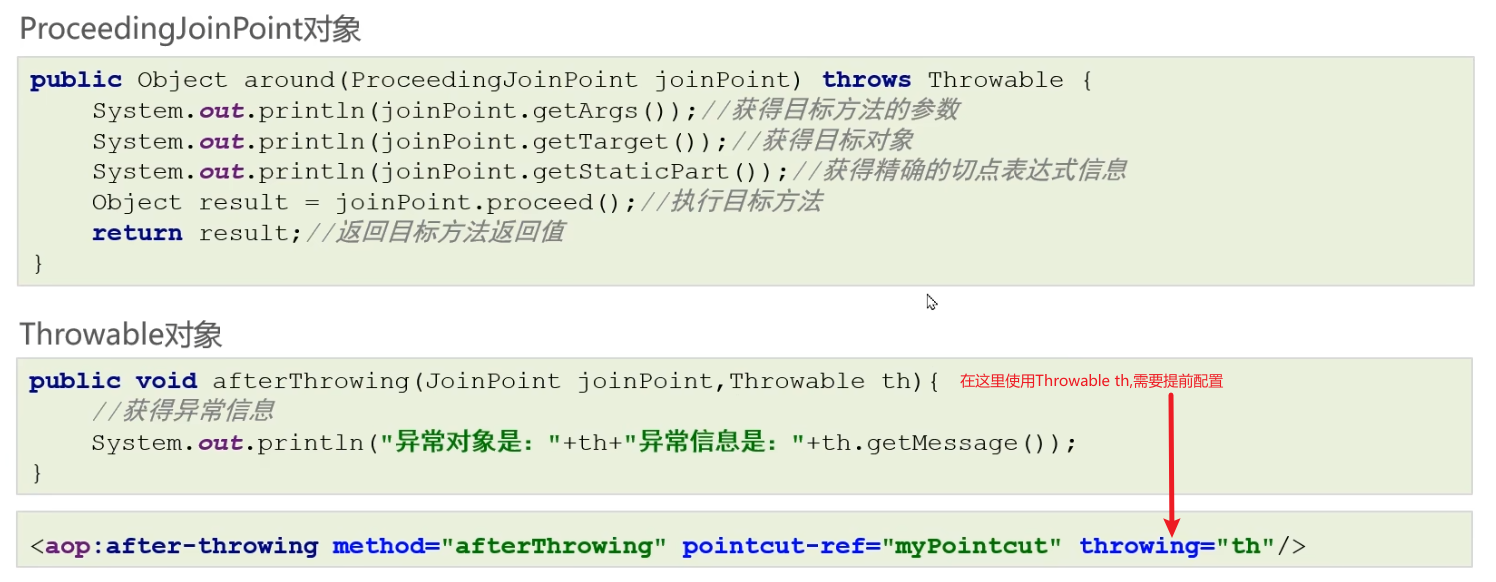 ProceedingJoinPoint对象
public Object around(ProceedingJoinPoint joinPoint) throws Throwable {
System.out.println(joinPoint.getArgs());//获得目标方法的参数
System.out.println(joinPoint.getTarget());//获得目标对象
System.out.println(joinPoint.getStaticPart());//获得精确的切点表达式信息
Object result = joinPoint.proceed();//执行目标方法
return result;//返回目标方法返回值
}
Throwable对象
public void afterThrowing(JoinPoint joinPoint,Throwable th){ 在这里使用Throwable th,需要提前配置
//获得异常信息
System.out.println("异常对象是："+th+"异常信息是："+th.getMessage());
}
<aop:after-throwing method="afterThrowing" pointcut-ref="myPointcut" throwing="th"/>